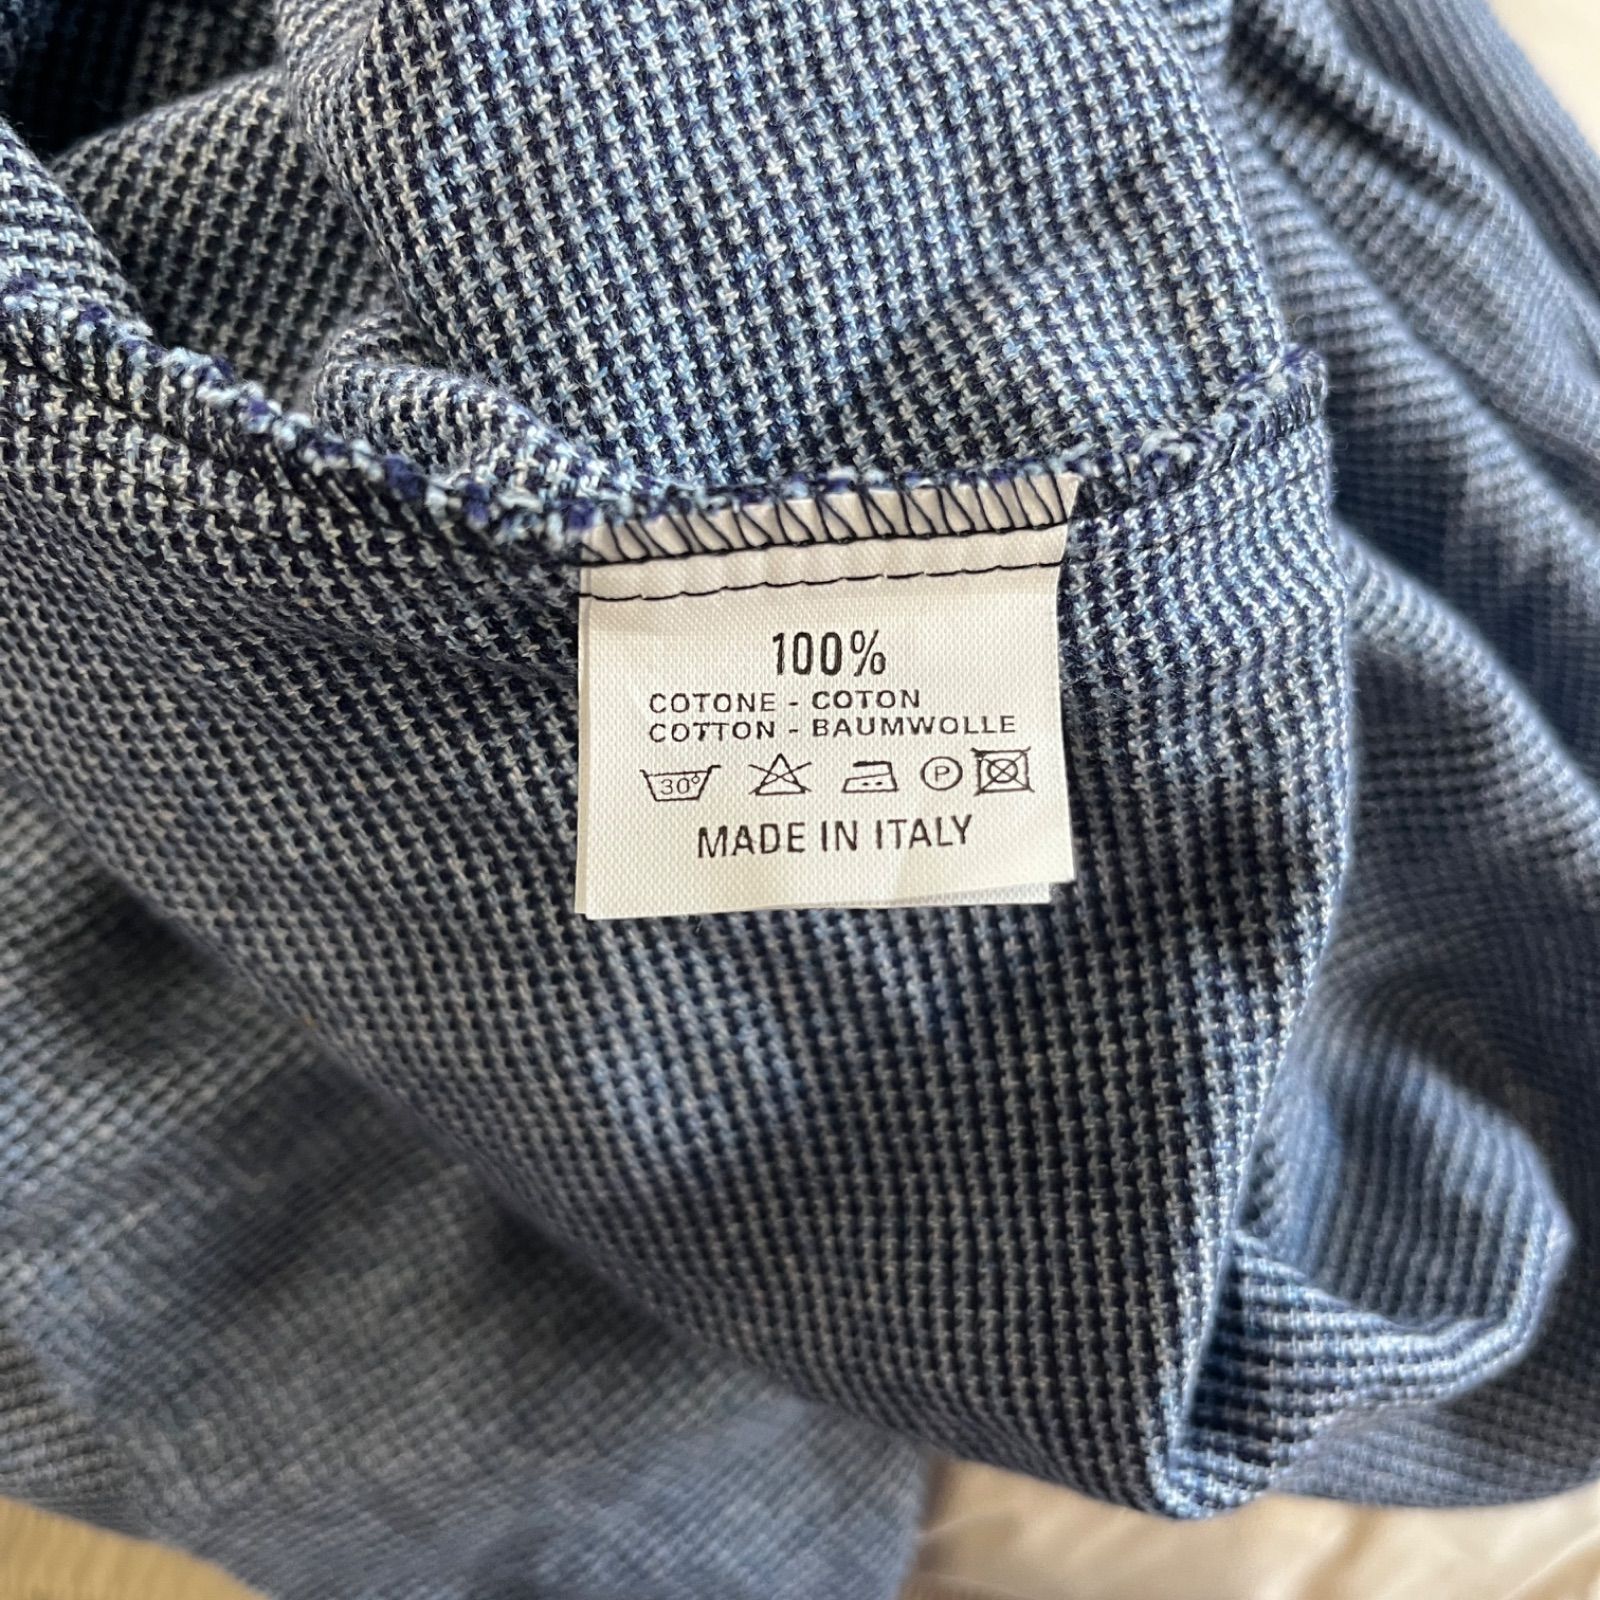 100%
COTONE - COTON
COTTON - BAUMWOLLE
30° P
MADE IN ITALY